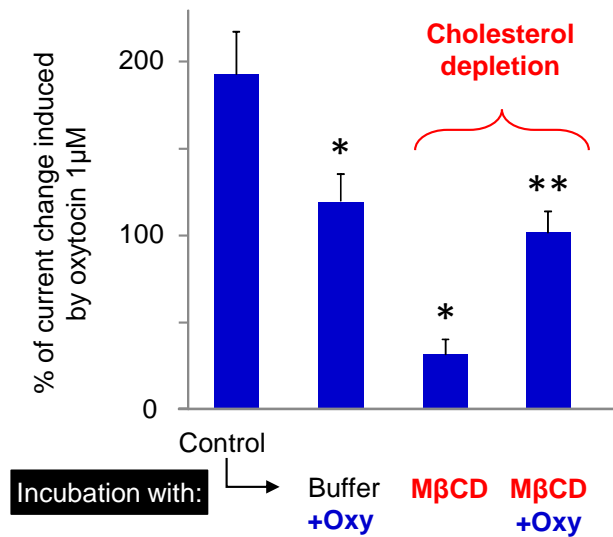 Cholesterol
depletion
% of current change induced
by oxytocin 1µM
200
100
0
*
*
**
Control
Incubation with:
Buffer
+Oxy
MβCD
MβCD
+Oxy